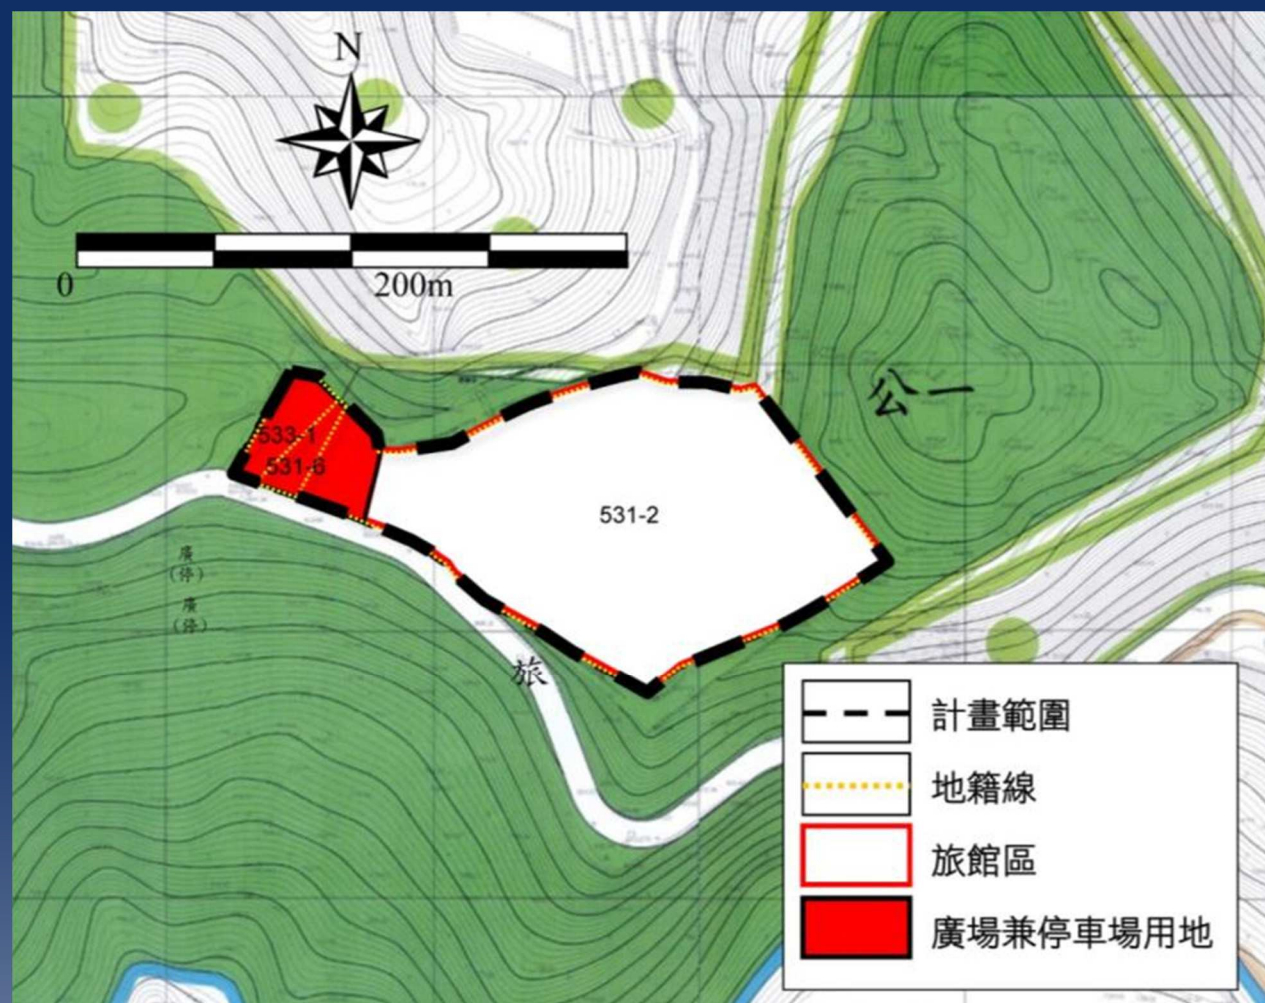 N
0
200m
公一
533-1
531-6
531-2
廣
(停)
廣
(停)
旅
計畫範圍
地籍線
旅館區
廣場兼停車場用地